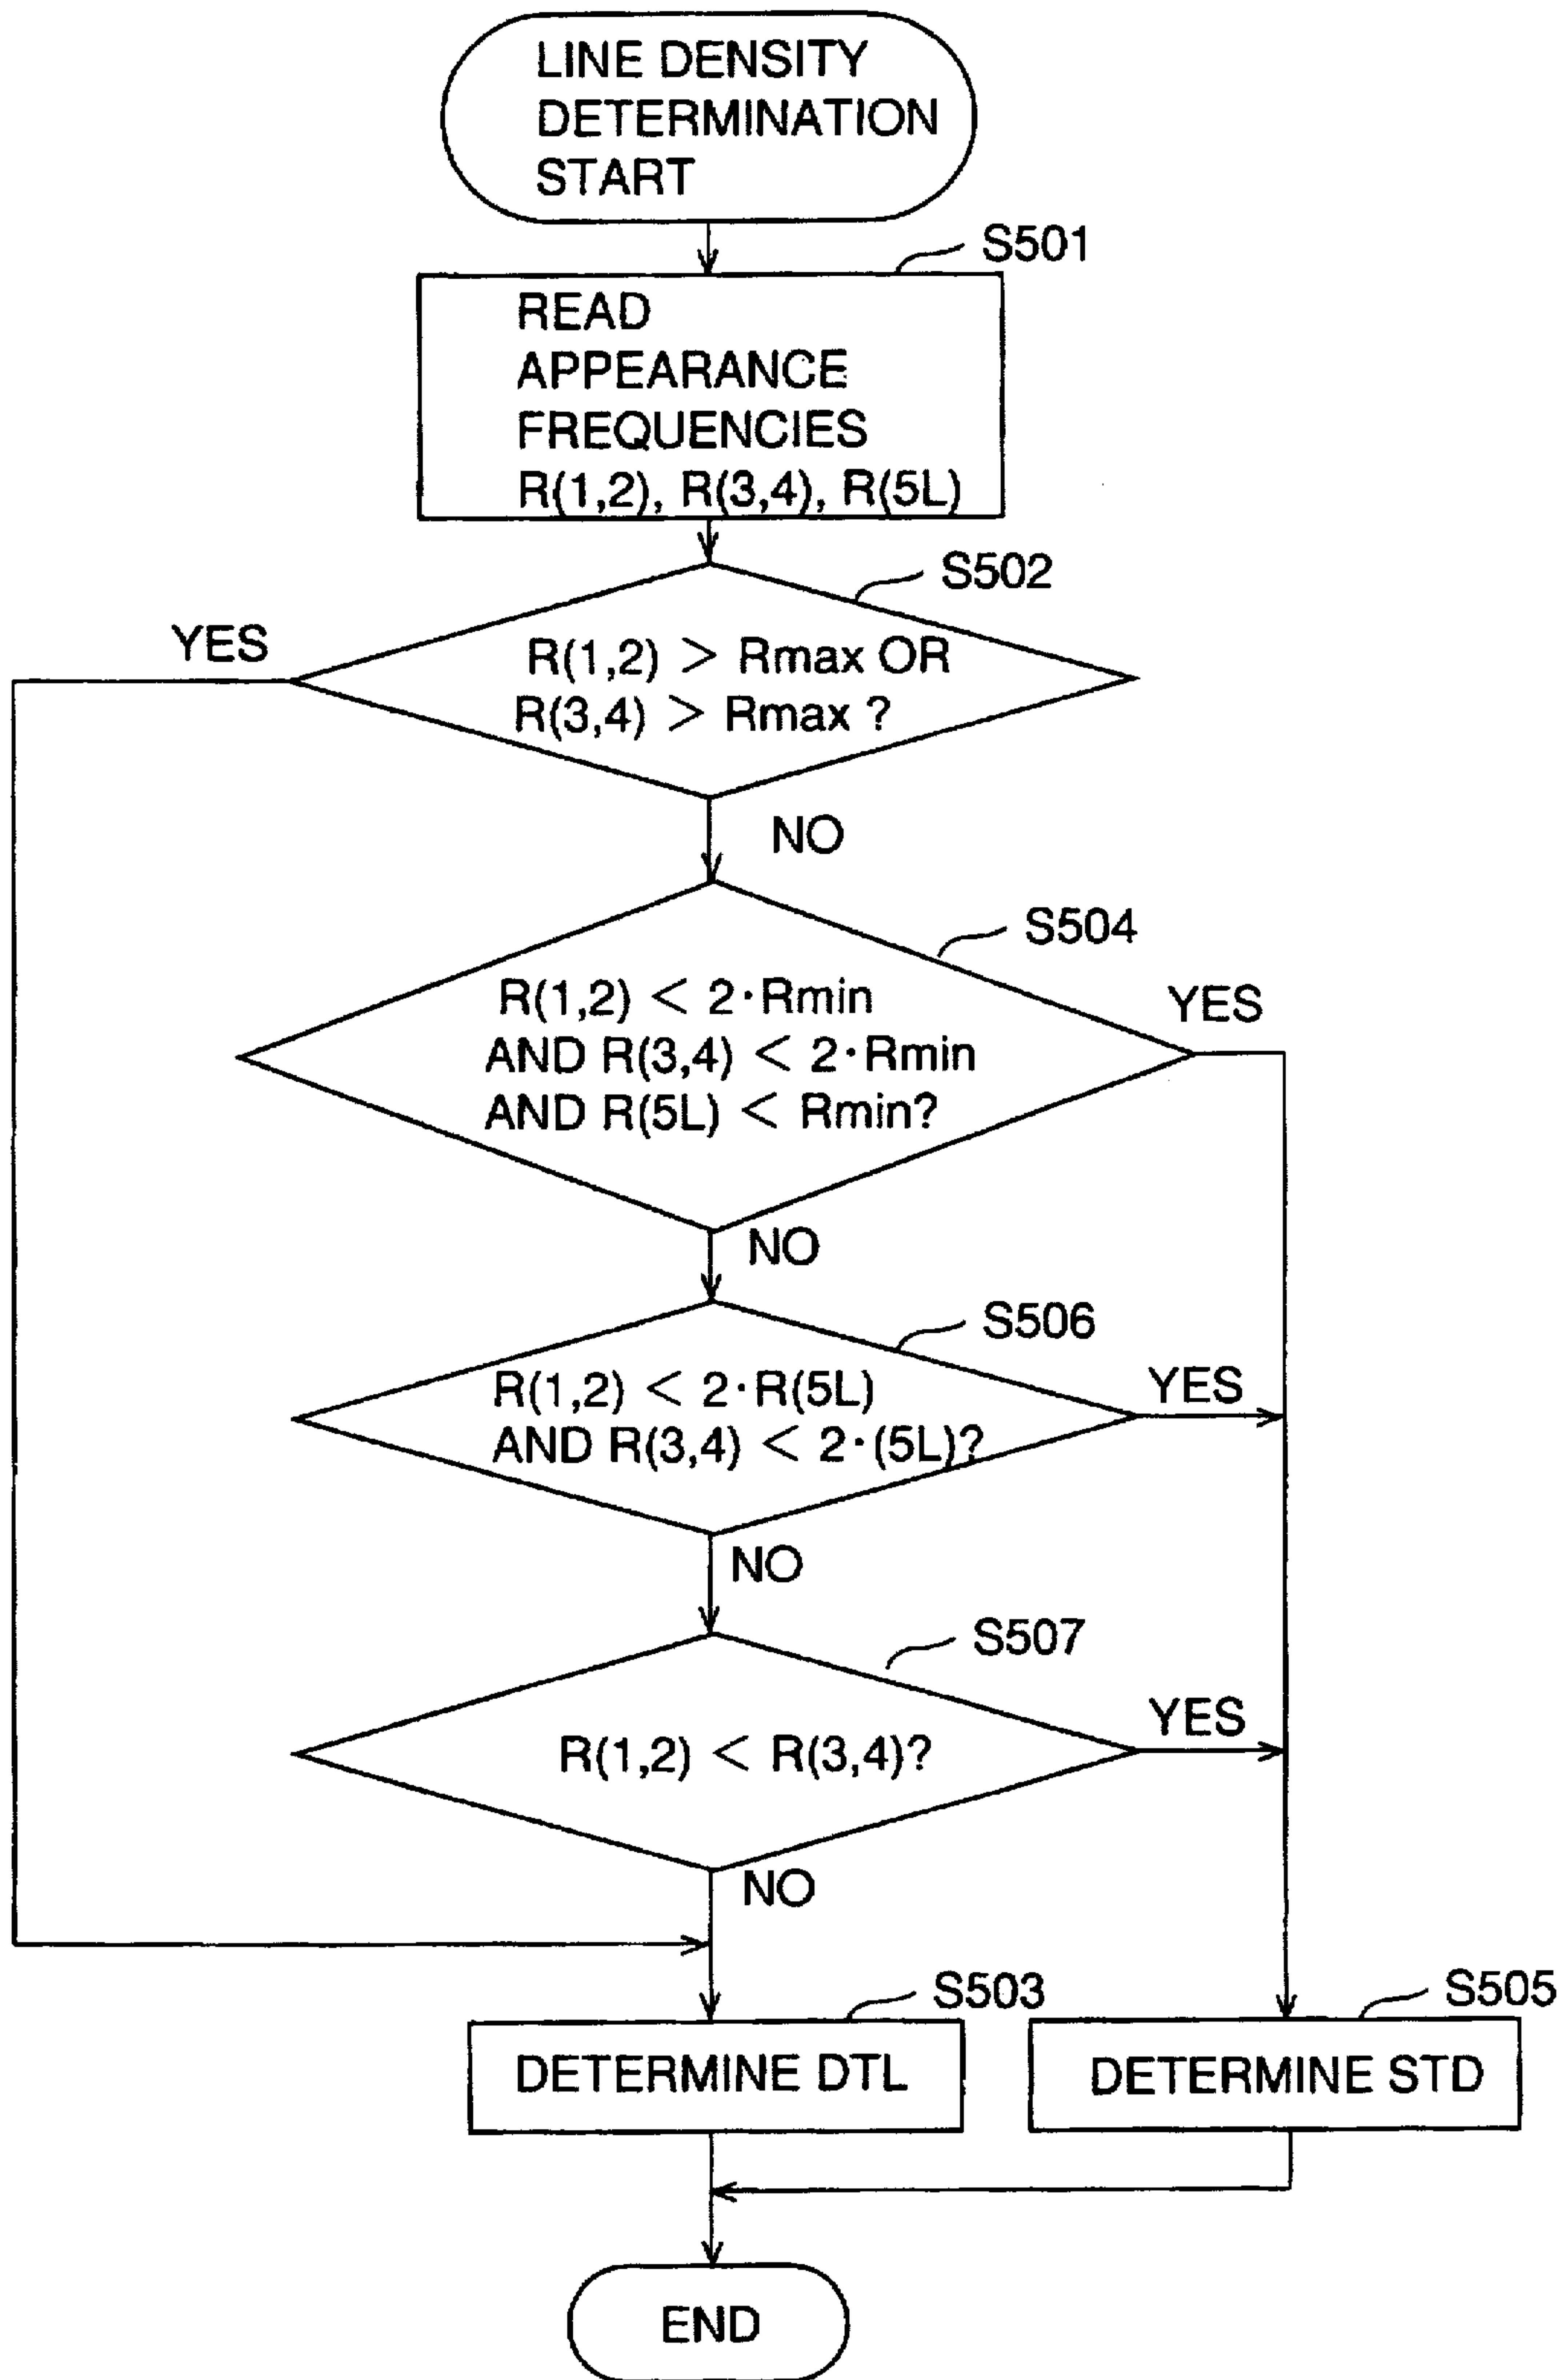 LINE DENSITY
DETERMINATION
START
S501
READ
APPEARANCE
FREQUENCIES
R(1,2), R(3,4), R(5L)
S502
YES
R(1,2) > Rmax OR
R(3,4) > Rmax ?
NO
S504
R(1,2) < 2·Rmin
AND R(3,4) < 2·Rmin
AND R(5L) < Rmin?
YES
NO
S506
R(1,2) < 2·R(5L)
AND R(3,4) < 2·(5L)?
YES
NO
S507
R(1,2) < R(3,4)?
YES
NO
S503
DETERMINE DTL
S505
DETERMINE STD
END